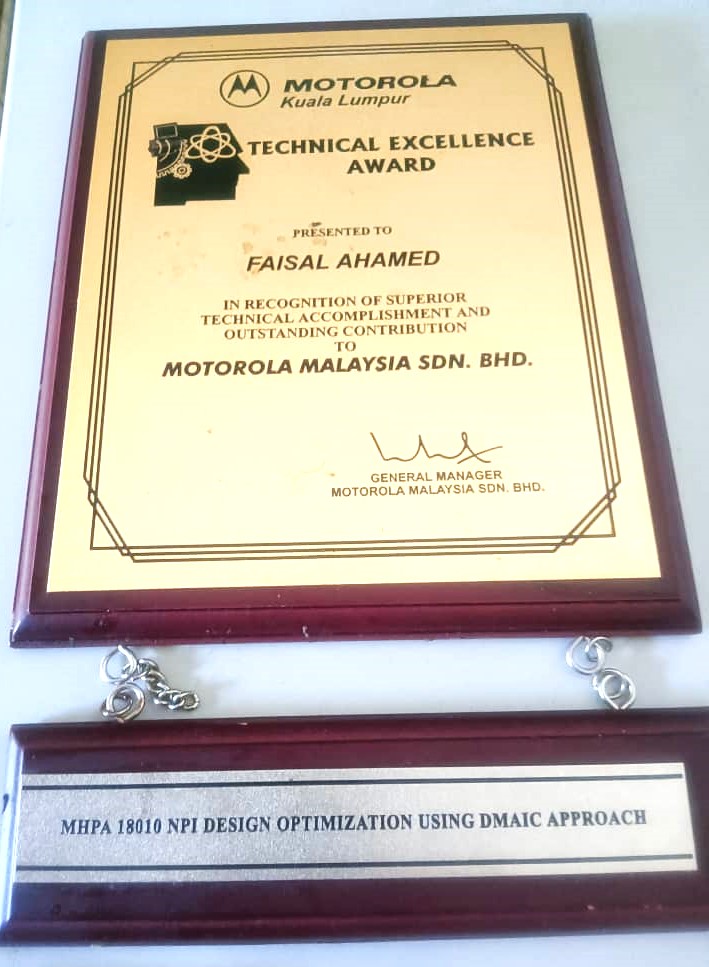 MOTOROLA
Kuala Lumpur
TECHNICAL EXCELLENCE
AWARD
PRESENTED TO
FAISAL AHAMED
IN RECOGNITION OF SUPERIOR
TECHNICAL ACCOMPLISHMENT AND
OUTSTANDING CONTRIBUTION
TO
MOTOROLA MALAYSIA SDN. BHD.
GENERAL MANAGER
MOTOROLA MALAYSIA SDN. BHD.
MHPA 18010 NPI DESIGN OPTIMIZATION USING DMAIC APPROACH